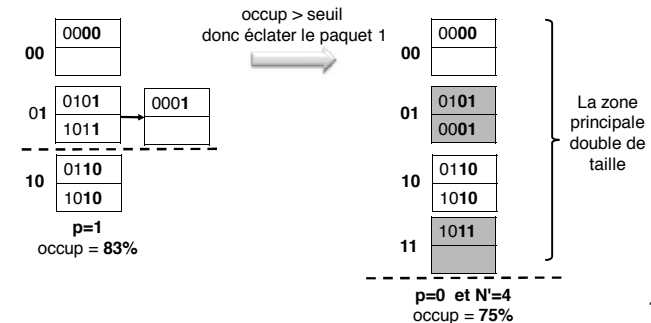 occup > seuil
donc éclater le paquet 1
00
0000
01
0101
1011
0001
10
0110
1010
p=1
occup = 83%
00
0000
01
0101
0001
10
0110
1010
11
1011
La zone
principale
double de
taille
p=0 et N'=4
occup = 75%